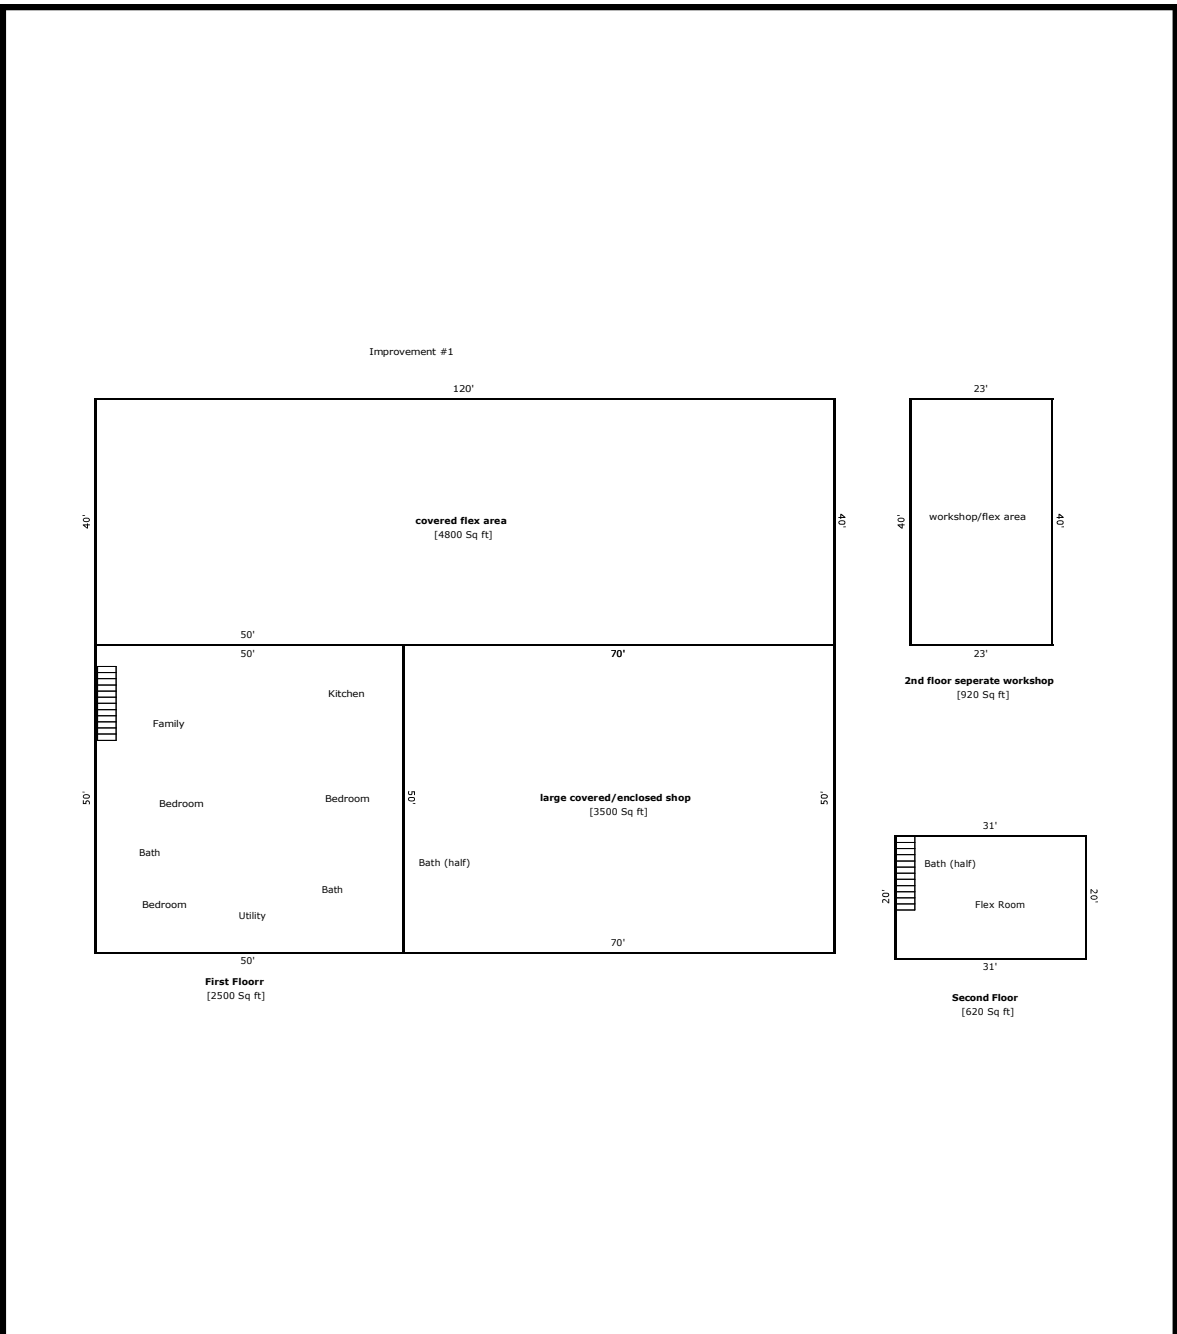 Improvement #1
120'
23'
40'
covered flex area
[4800 Sq ft]
40'
40'
workshop/flex area
40'
50'
50'
70'
23'
2nd floor seperate workshop
[920 Sq ft]
Kitchen
Family
50'
Bedroom
Bedroom
50'
large covered/enclosed shop
[3500 Sq ft]
50'
31'
Bath
Bath (half)
Bath (half)
20'
20'
Bath
Bedroom
Flex Room
Utility
70'
50'
31'
First Floorr
[2500 Sq ft]
Second Floor
[620 Sq ft]